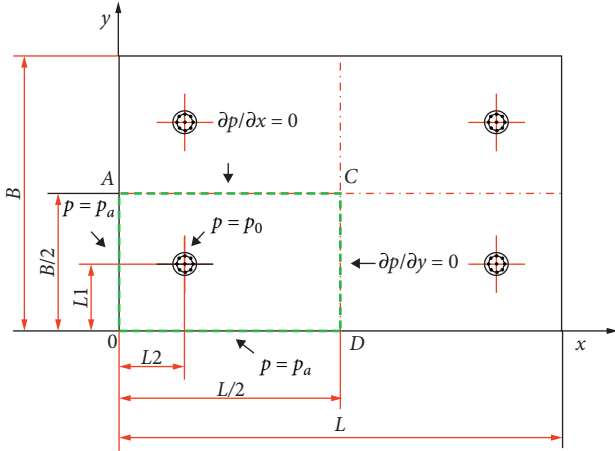 y
∂p/∂x = 0
A
C
B
p = pₐ
p = p₀
B/2
∂p/∂y = 0
L1
0
D
x
L2
p = pₐ
L/2
L